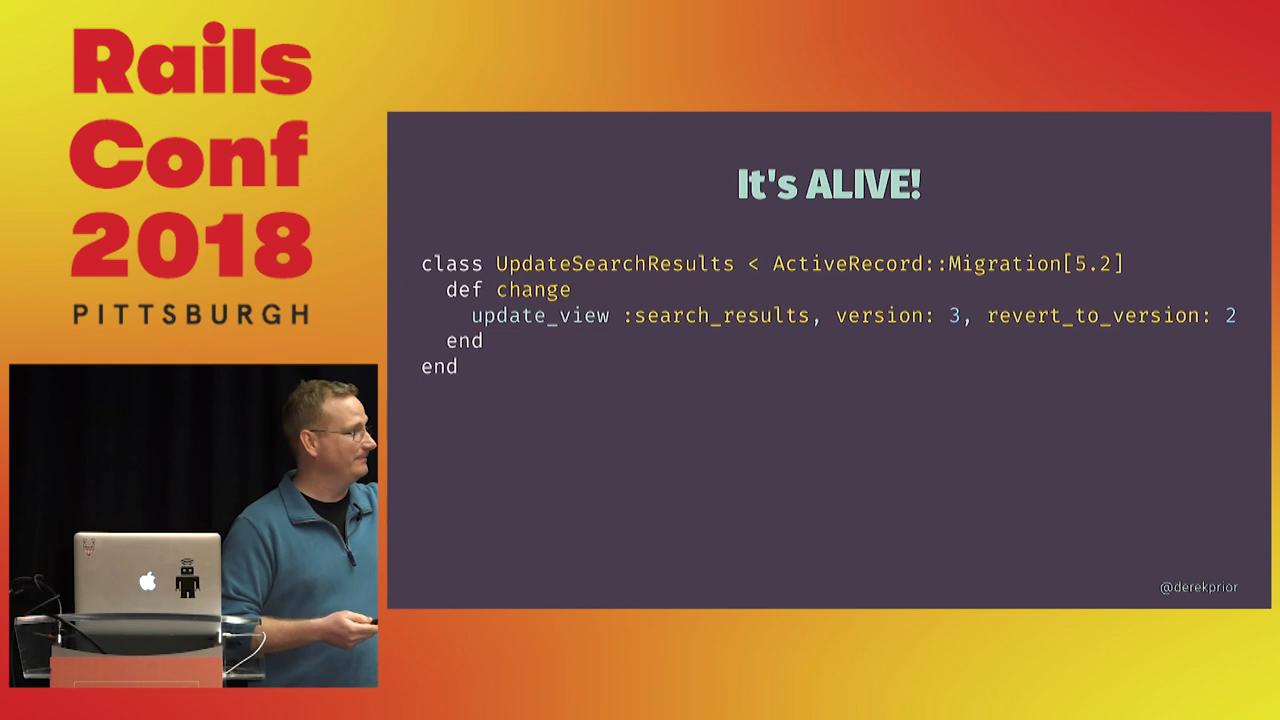 Rails
Conf
2018
PITTSBURGH
It's ALIVE!
class UpdateSearchResults < ActiveRecord::Migration[5.2]
  def change
    update_view :search_results, version: 3, revert_to_version: 2
  end
end
@derekprior